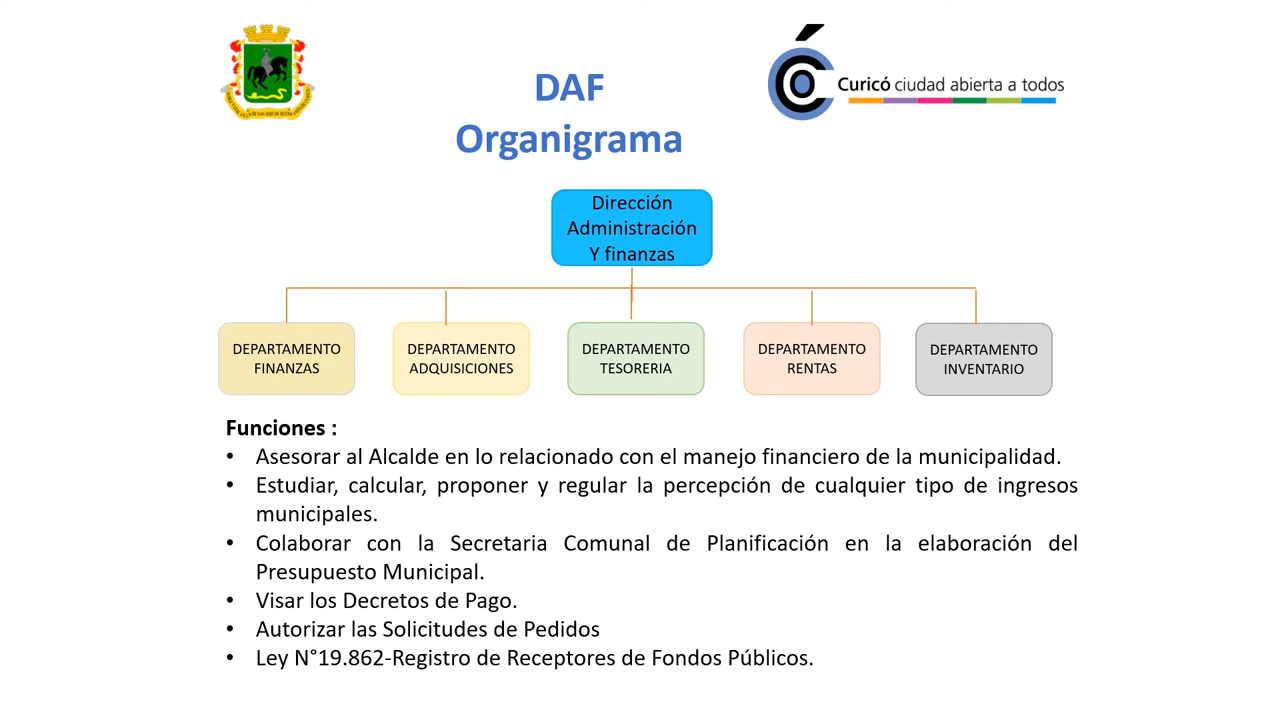 DAF
Organigrama
Curicó ciudad abierta a todos
Dirección
Administración
Y finanzas
DEPARTAMENTO
FINANZAS
DEPARTAMENTO
ADQUISICIONES
DEPARTAMENTO
TESORERIA
DEPARTAMENTO
RENTAS
DEPARTAMENTO
INVENTARIO
Funciones :
• Asesorar al Alcalde en lo relacionado con el manejo financiero de la municipalidad.
• Estudiar, calcular, proponer y regular la percepción de cualquier tipo de ingresos
municipales.
• Colaborar con la Secretaria Comunal de Planificación en la elaboración del
Presupuesto Municipal.
• Visar los Decretos de Pago.
• Autorizar las Solicitudes de Pedidos
• Ley N°19.862-Registro de Receptores de Fondos Públicos.